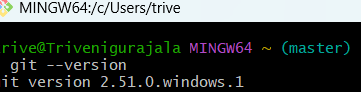 MINGW64:/c/Users/trive
rive@Trivenigurajala MINGW64 ~ (master)
git --version
it version 2.51.0.windows.1